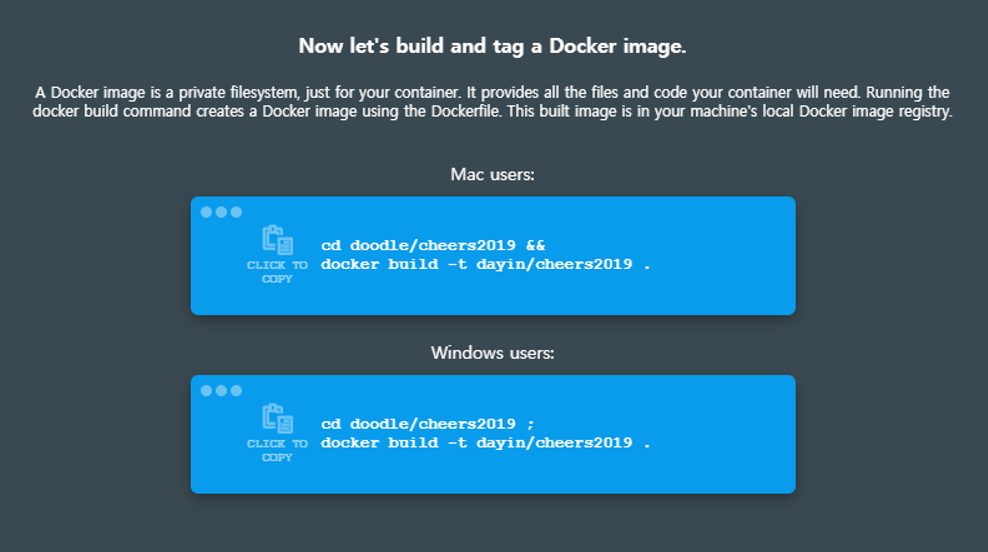 Now let's build and tag a Docker image.
A Docker image is a private filesystem, just for your container. It provides all the files and code your container will need. Running the
docker build command creates a Docker image using the Dockerfile. This built image is in your machine's local Docker image registry.
Mac users:
cd doodle/cheers2019 &&
docker build -t dayin/cheers2019 .
CLICK TO
COPY
Windows users:
cd doodle/cheers2019 ;
docker build -t dayin/cheers2019 .
CLICK TO
COPY